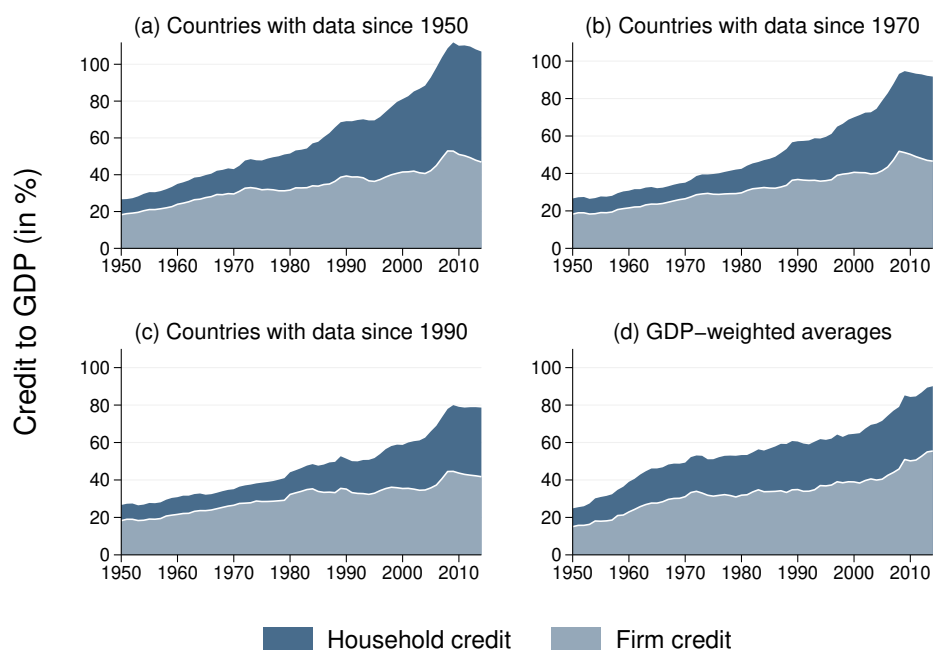 (a) Countries with data since 1950
(b) Countries with data since 1970
100
80
60
40
20
0
1950 1960 1970 1980 1990 2000 2010
100
80
60
40
20
0
1950 1960 1970 1980 1990 2000 2010
Credit to GDP (in %)
(c) Countries with data since 1990
(d) GDP−weighted averages
100
80
60
40
20
0
1950 1960 1970 1980 1990 2000 2010
100
80
60
40
20
0
1950 1960 1970 1980 1990 2000 2010
Household credit
Firm credit